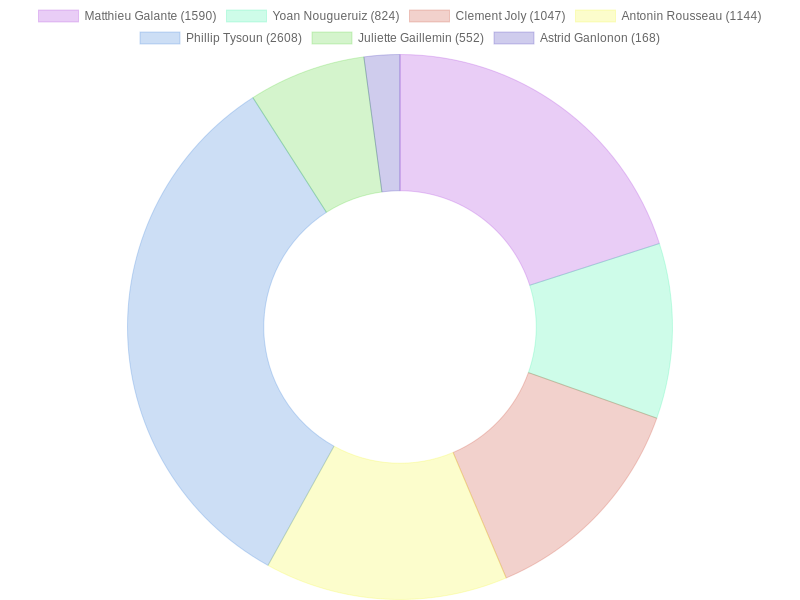 Matthieu Galante (1590) Yoan Nougueruiz (824) Clement Joly (1047) Antonin Rousseau (1144)
Phillip Tysoun (2608) Juliette Gaillemin (552) Astrid Ganlonon (168)